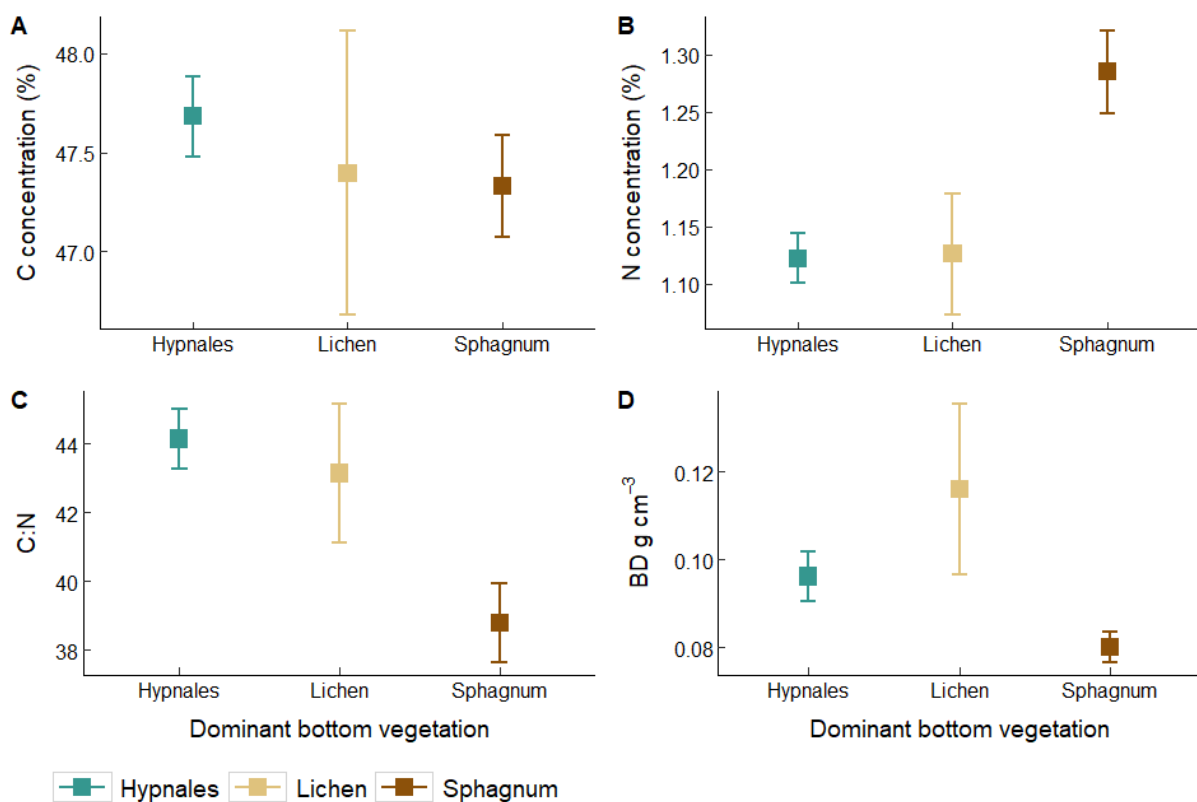 A
C concentration (%)
48.0
47.5
47.0
Hypnales Lichen Sphagnum
B
N concentration (%)
1.30
1.25
1.20
1.15
1.10
Hypnales Lichen Sphagnum
C
C:N
44
42
40
38
Hypnales Lichen Sphagnum
Dominant bottom vegetation
D
BD g cm⁻³
0.12
0.10
0.08
Hypnales Lichen Sphagnum
Dominant bottom vegetation
Hypnales Lichen Sphagnum